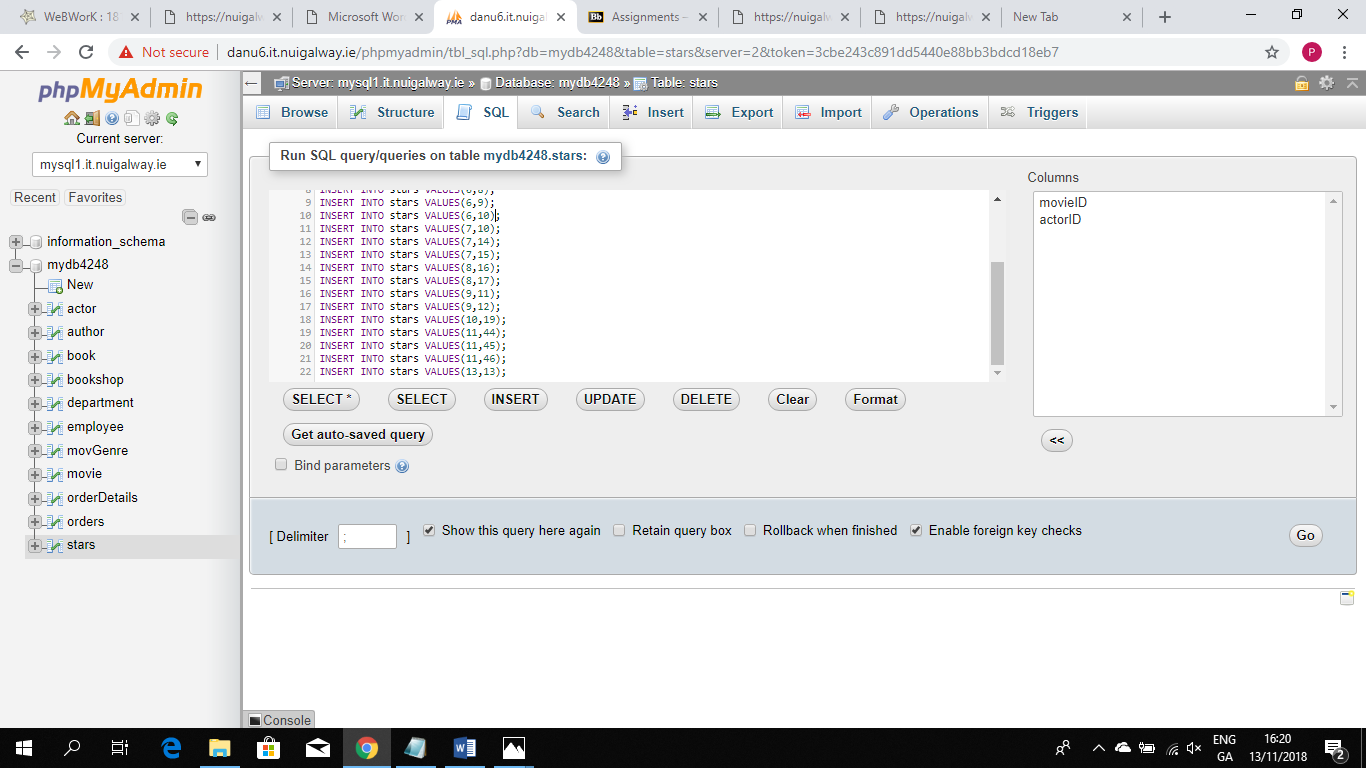 WeBWorK : 18
https://nuigalw
Microsoft Wor
danu6.it.nuigal
Assignments –
https://nuigalw
https://nuigalw
New Tab
Not secure danu6.it.nuigalway.ie/phpmyadmin/tbl_sql.php?db=mydb4248&table=stars&server=2&token=3cbe243c891dd5440e88bb3bdcd18eb7
P
phpMyAdmin
Current server:
mysql1.it.nuigalway.ie
Recent Favorites
information_schema
mydb4248
New
actor
author
book
bookshop
department
employee
movGenre
movie
orderDetails
orders
stars
Server: mysql1.it.nuigalway.ie » Database: mydb4248 » Table: stars
Browse Structure SQL Search Insert Export Import Operations Triggers
Run SQL query/queries on table mydb4248.stars:
8 INSERT INTO stars VALUES(6,8);
9 INSERT INTO stars VALUES(6,9);
10 INSERT INTO stars VALUES(6,10);
11 INSERT INTO stars VALUES(7,10);
12 INSERT INTO stars VALUES(7,14);
13 INSERT INTO stars VALUES(7,15);
14 INSERT INTO stars VALUES(8,16);
15 INSERT INTO stars VALUES(8,17);
16 INSERT INTO stars VALUES(9,11);
17 INSERT INTO stars VALUES(9,12);
18 INSERT INTO stars VALUES(10,19);
19 INSERT INTO stars VALUES(11,44);
20 INSERT INTO stars VALUES(11,45);
21 INSERT INTO stars VALUES(11,46);
22 INSERT INTO stars VALUES(13,13);
Columns
movieID
actorID
<<
SELECT * SELECT INSERT UPDATE DELETE Clear Format
Get auto-saved query
Bind parameters
[ Delimiter ; ] Show this query here again Retain query box Rollback when finished Enable foreign key checks Go
Console
ENG
GA
16:20
13/11/2018
2